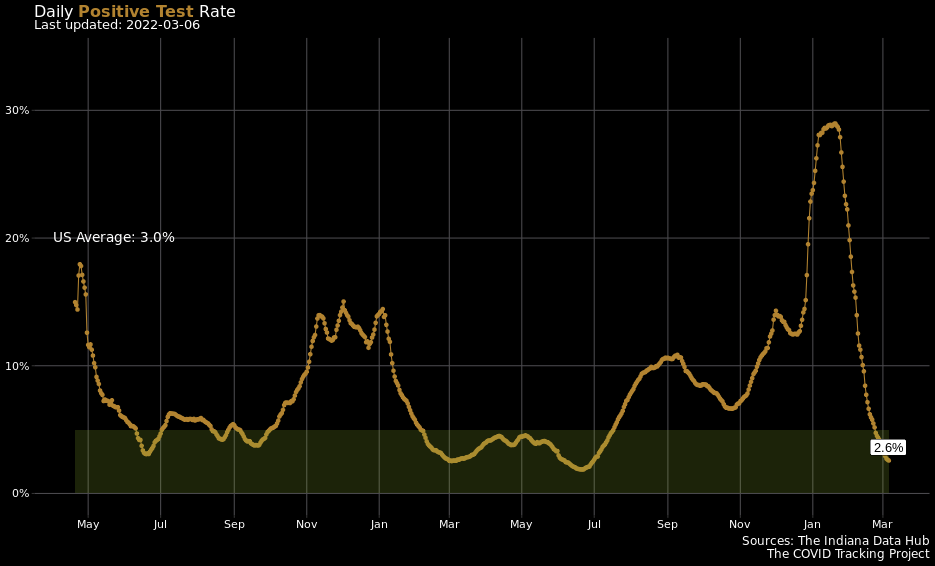 Daily Positive Test Rate
Last updated: 2022-03-06
30%
US Average: 3.0%
20%
10%
2.6%
0%
May Jul Sep Nov Jan Mar May Jul Sep Nov Jan Mar
Sources: The Indiana Data Hub
The COVID Tracking Project